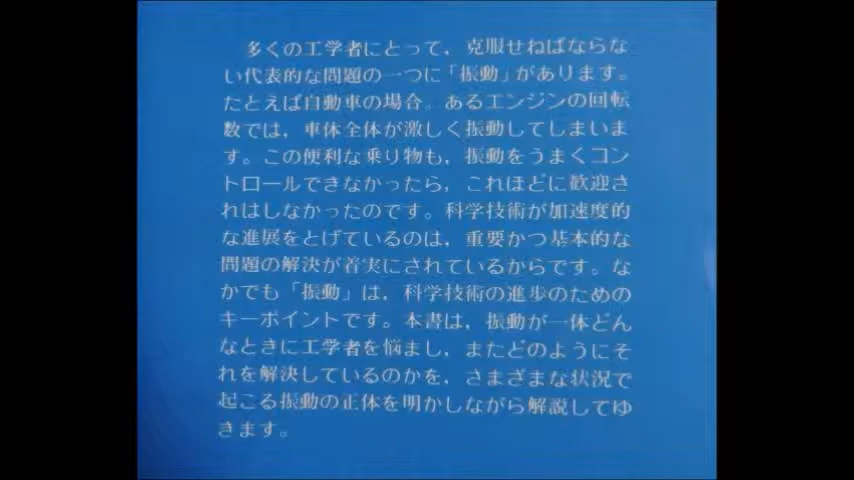 多くの工学者にとって，克服せねばならな
い代表的な問題の一つに「振動」があります。
たとえば自動車の場合。あるエンジンの回転
数では，車体全体が激しく振動してしまいま
す。この便利な乗り物も，振動をうまくコン
トロールできなかったら，これほどに歓迎さ
れはしなかったのです。科学技術が加速度的
な進展をとげているのは，重要かつ基本的な
問題の解決が着実にされているからです。な
かでも「振動」は，科学技術の進歩のための
キーポイントです。本書は，振動が一体どん
なときに工学者を悩まし，またどのようにそ
れを解決しているのかを，さまざまな状況で
起こる振動の正体を明かしながら解説してゆ
きます。